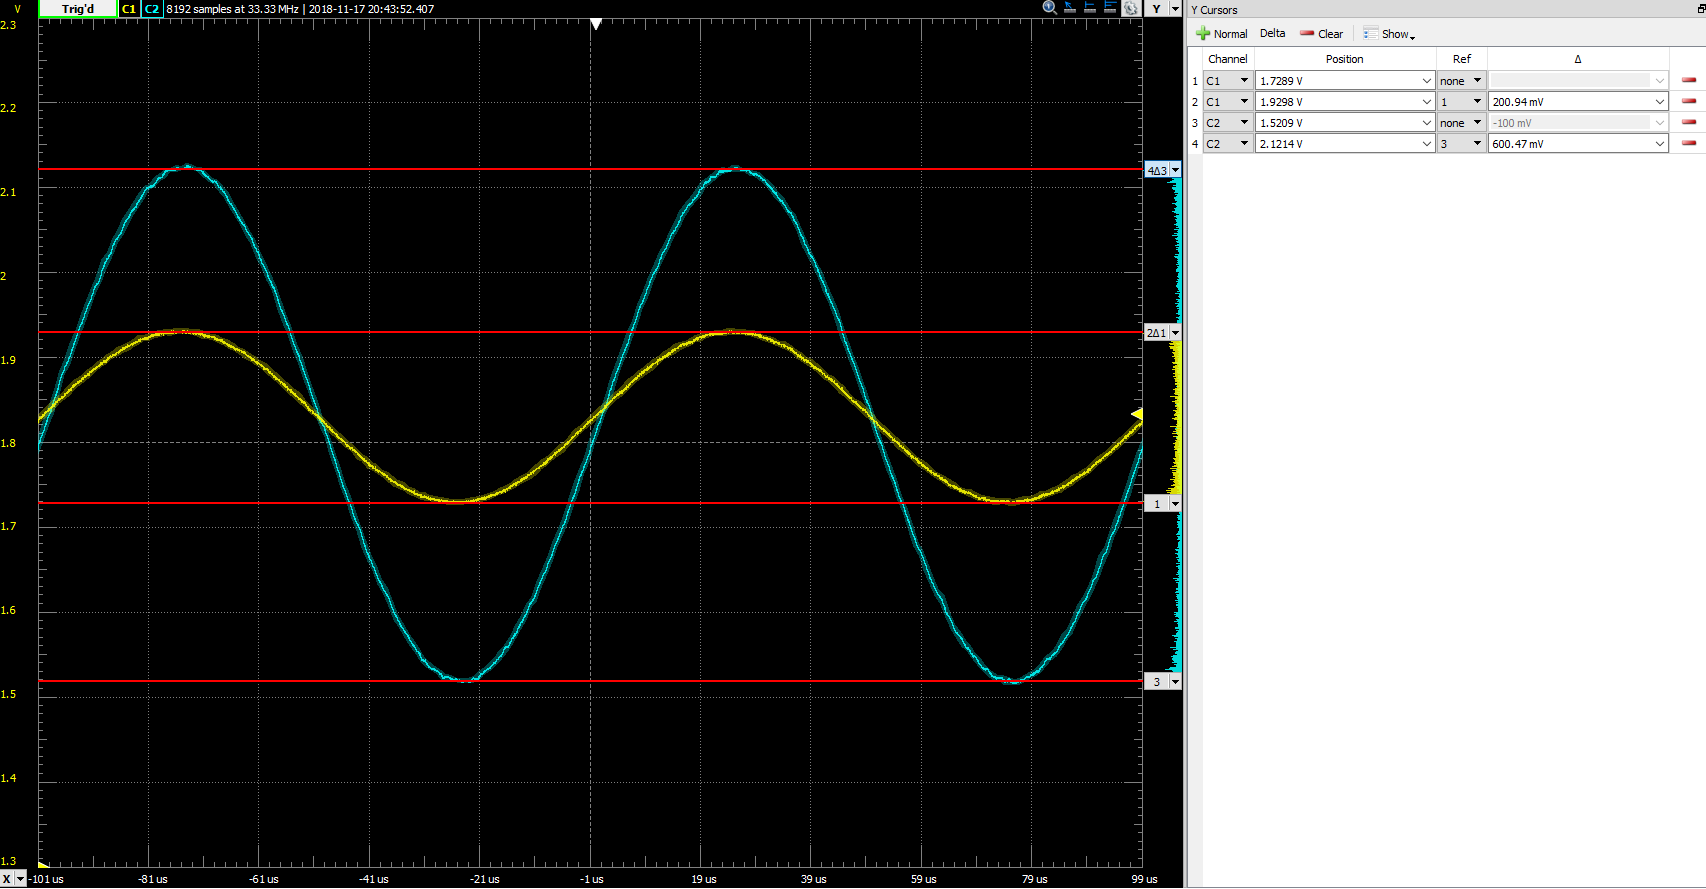 V Trig'd C1 C2 8192 samples at 33.33 MHz | 2018-11-17 20:43:52.407 Y
2.3
2.2
2.1
2
1.9
1.8
1.7
1.6
1.5
1.4
1.3
4Δ3
2Δ1
1
3
X -101 us -81 us -61 us -41 us -21 us -1 us 19 us 39 us 59 us 79 us 99 us
Y Cursors
Normal Delta Clear Show
Channel Position Ref Δ
1 C1 1.7289 V none
2 C1 1.9298 V 1 200.94 mV
3 C2 1.5209 V none -100 mV
4 C2 2.1214 V 3 600.47 mV